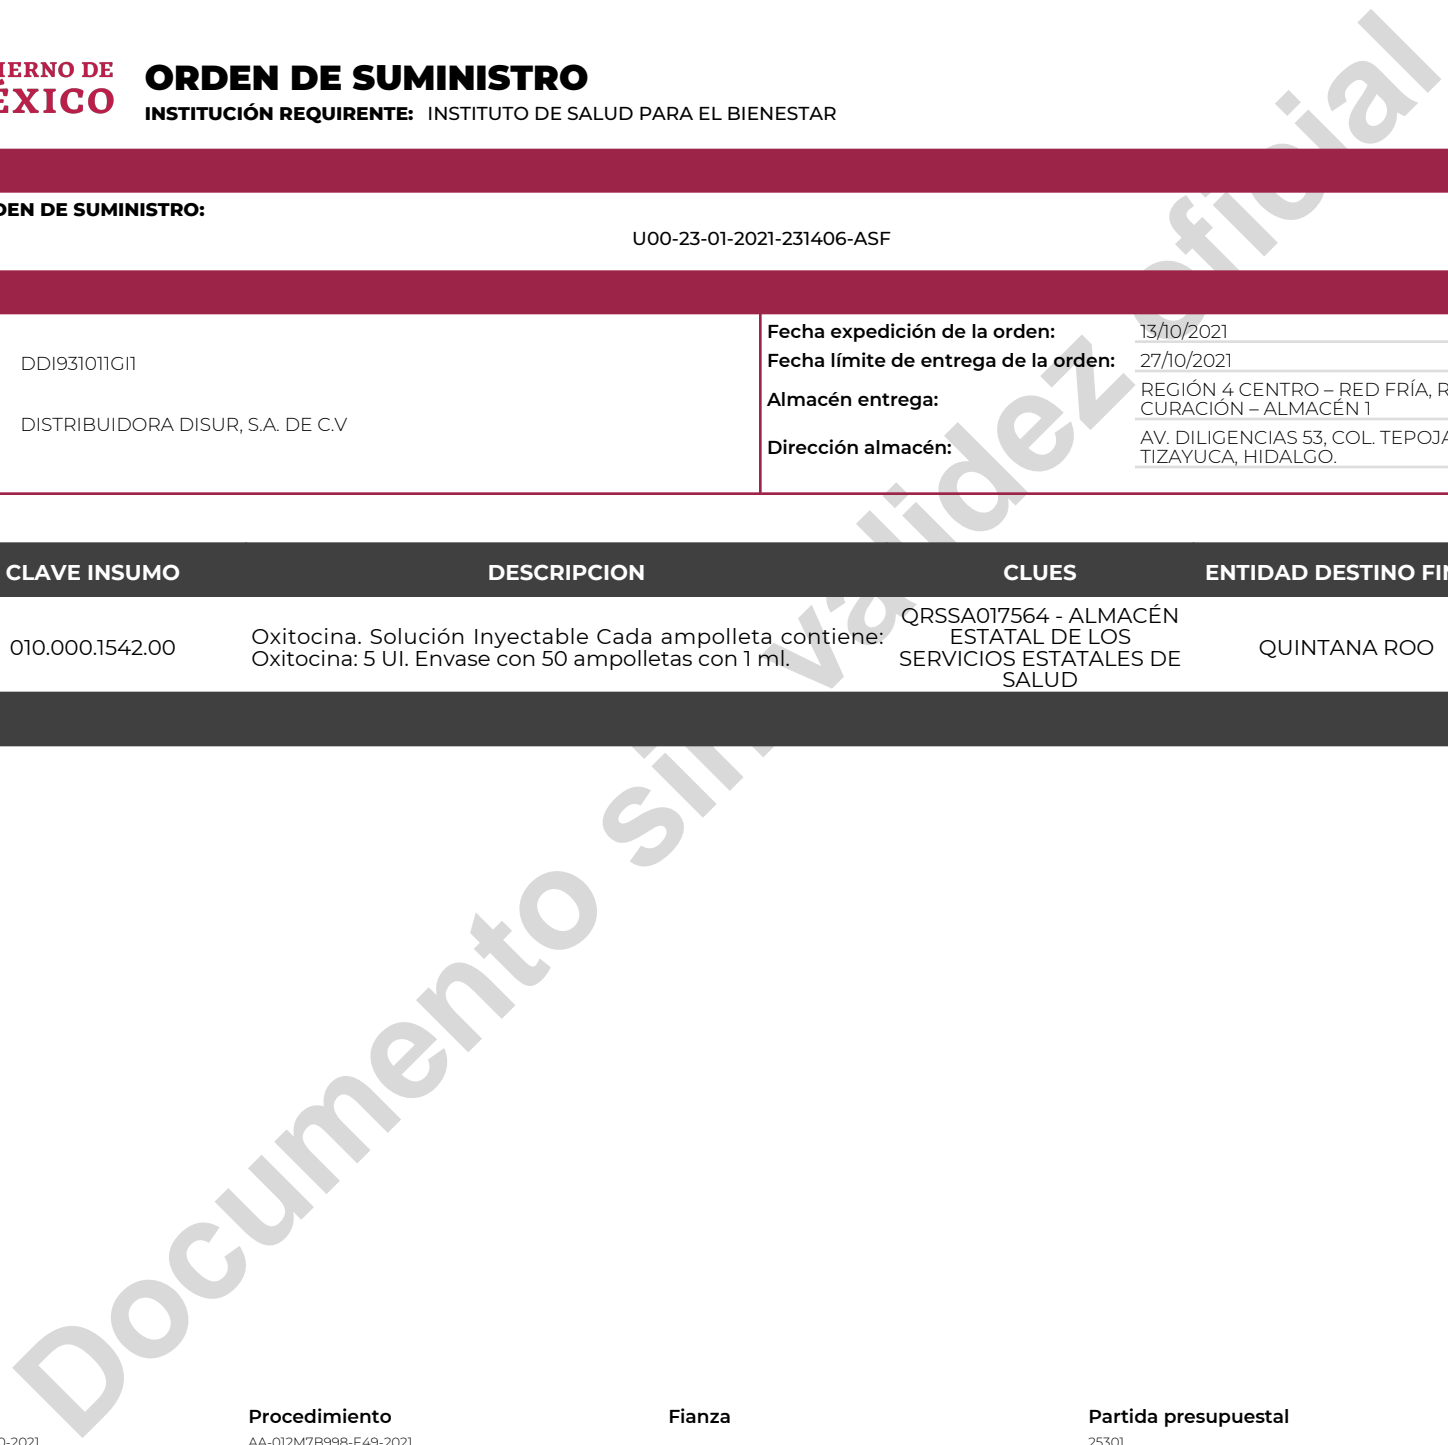 ORDEN DE SUMINISTRO
INSTITUCIÓN REQUIRENTE: INSTITUTO DE SALUD PARA EL BIENESTAR
DE
DE SUMINISTRO:
U00-23-01-2021-231406-ASF
DDI931011GI1
DISTRIBUIDORA DISUR, S.A. DE C.V
Fecha expedición de la orden: 13/10/2021
Fecha límite de entrega de la orden: 27/10/2021
Almacén entrega: REGIÓN 4 CENTRO – RED FRÍA,
CURACIÓN – ALMACÉN 1
Dirección almacén: AV. DILIGENCIAS 53, COL.
TIZAYUCA, HIDALGO.
CLAVE INSUMO DESCRIPCION CLUES ENTIDAD DESTINO
010.000.1542.00
Oxitocina. Solución Inyectable Cada ampolleta contiene:
Oxitocina: 5 UI. Envase con 50 ampolletas con 1 ml.
QRSSA017564 - ALMACÉN
ESTATAL DE LOS
SERVICIOS ESTATALES DE
SALUD
QUINTANA ROO
Documento sin validez oficial
Procedimiento Fianza Partida presupuestal
AA-012M7B998-E49-2021 25301